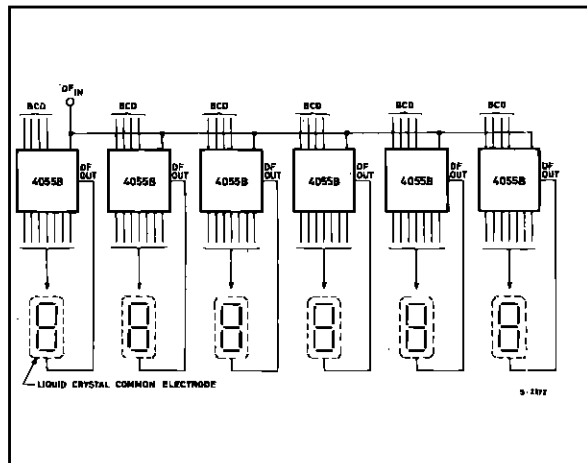 DF IN
BCD BCD BCD BCD BCD BCD
4055B DF OUT 4055B DF OUT 4055B DF OUT 4055B DF OUT 4055B DF OUT 4055B DF OUT
LIQUID CRYSTAL COMMON ELECTRODE